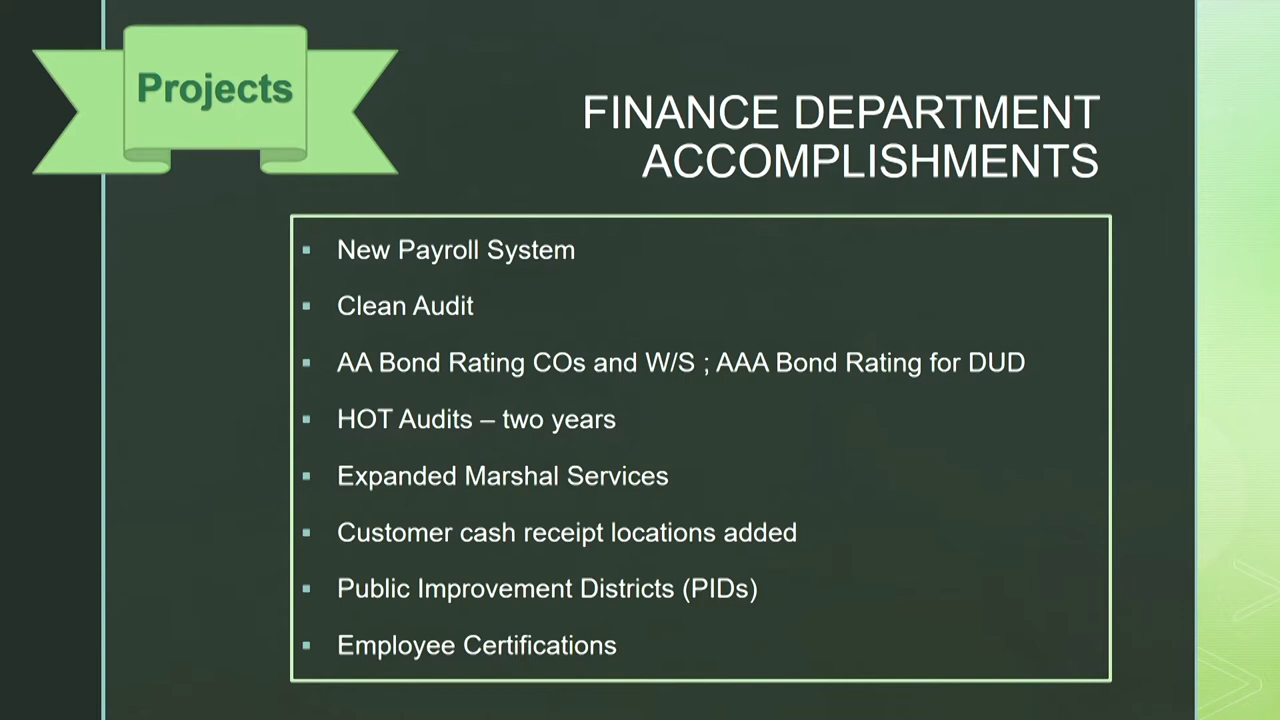 Projects
FINANCE DEPARTMENT
ACCOMPLISHMENTS
▪ New Payroll System
▪ Clean Audit
▪ AA Bond Rating COs and W/S ; AAA Bond Rating for DUD
▪ HOT Audits – two years
▪ Expanded Marshal Services
▪ Customer cash receipt locations added
▪ Public Improvement Districts (PIDs)
▪ Employee Certifications